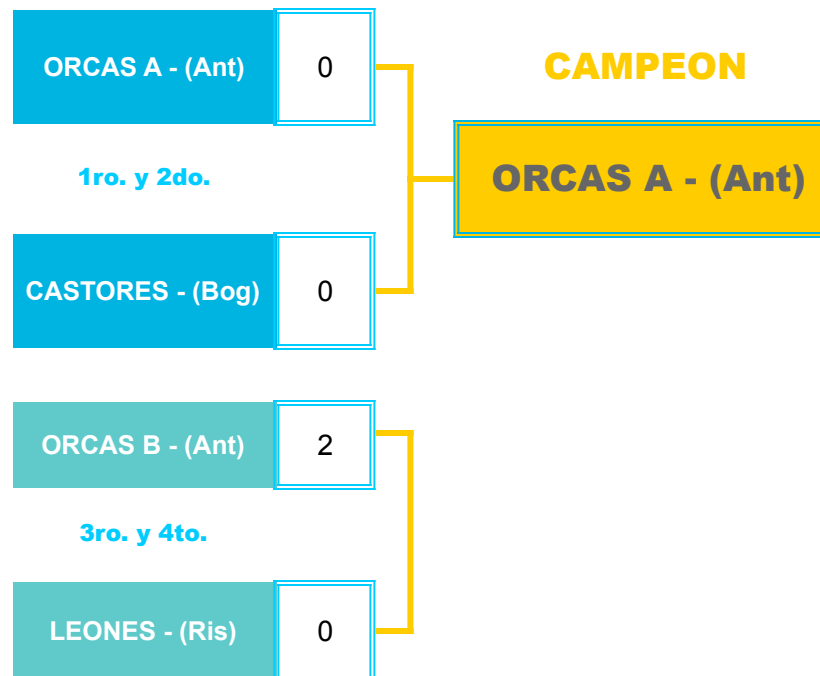 ORCAS A - (Ant)
0
CAMPEON
1ro. y 2do.
ORCAS A - (Ant)
CASTORES - (Bog)
0
ORCAS B - (Ant)
2
3ro. y 4to.
LEONES - (Ris)
0